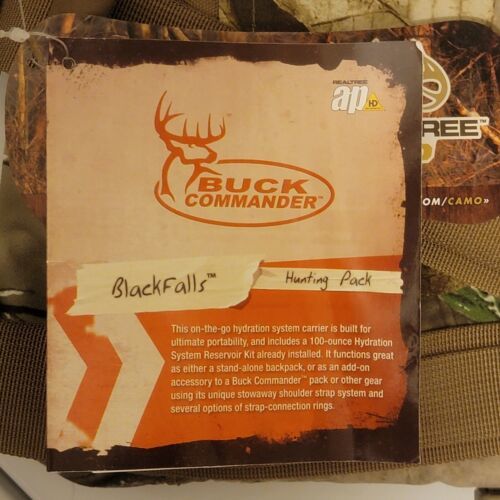 REALTREE
ap HD
BUCK
COMMANDER™
BlackFalls™ Hunting Pack
This on-the-go hydration system carrier is built for
ultimate portability, and includes a 100-ounce Hydration
System Reservoir Kit already installed. It functions great
as either a stand-alone backpack, or as an add-on
accessory to a Buck Commander™ pack or other gear
using its unique stowaway shoulder strap system and
several options of strap-connection rings.
REE™
OM/CAMO»